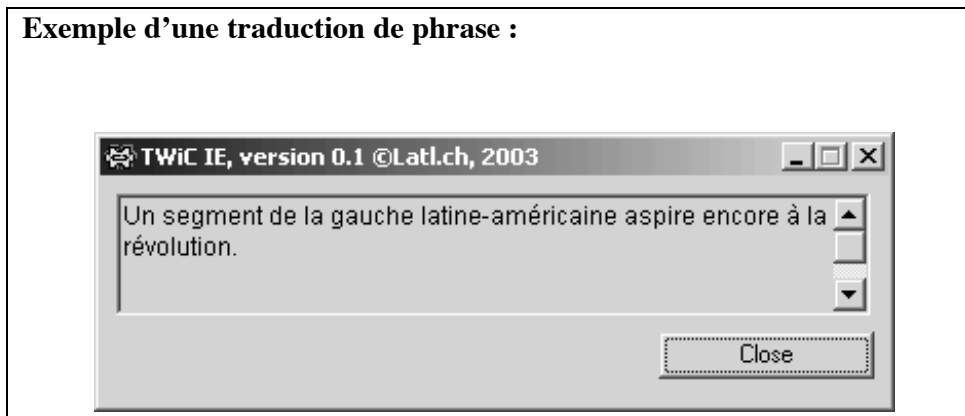 Exemple d’une traduction de phrase :
TWiC IE, version 0.1 ©Latl.ch, 2003
Un segment de la gauche latine-américaine aspire encore à la
révolution.
Close